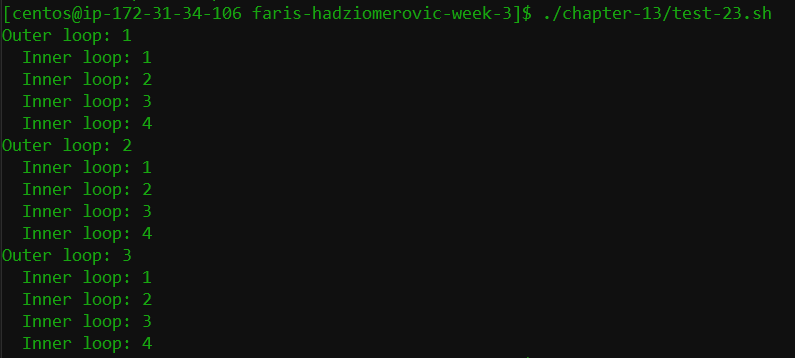 [centos@ip-172-31-34-106 faris-hadziomerovic-week-3]$ ./chapter-13/test-23.sh
Outer loop: 1
  Inner loop: 1
  Inner loop: 2
  Inner loop: 3
  Inner loop: 4
Outer loop: 2
  Inner loop: 1
  Inner loop: 2
  Inner loop: 3
  Inner loop: 4
Outer loop: 3
  Inner loop: 1
  Inner loop: 2
  Inner loop: 3
  Inner loop: 4